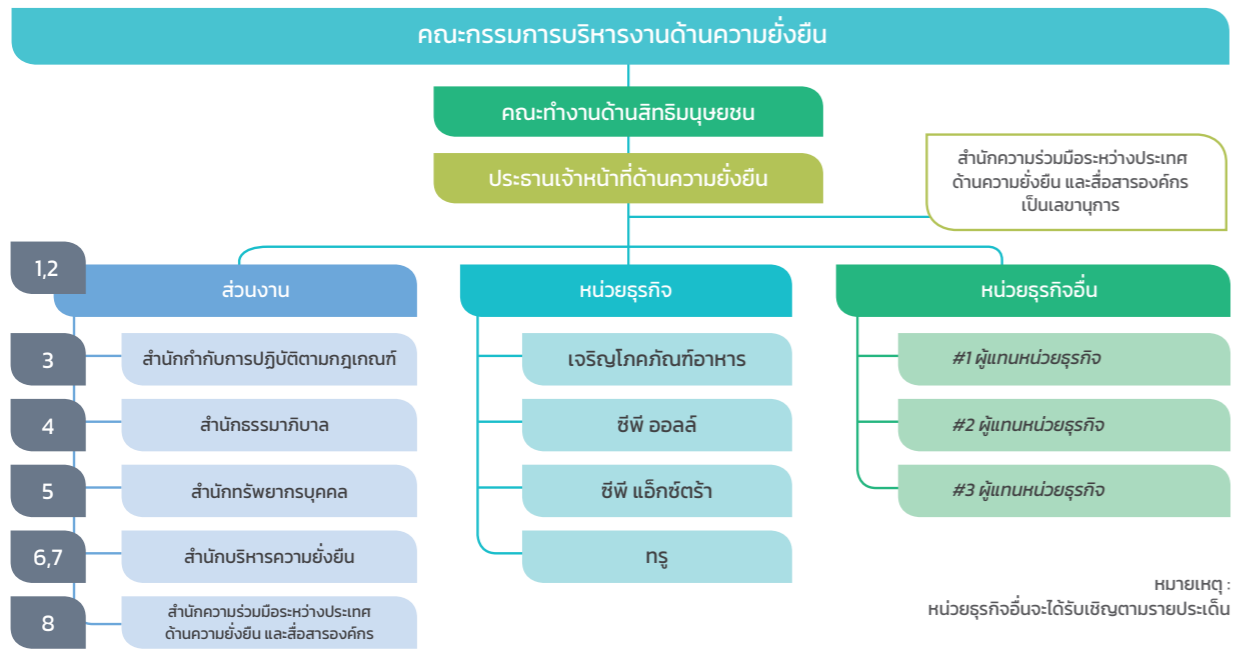 คณะกรรมการบริหารงานด้านความยั่งยืน
คณะทำงานด้านสิทธิมนุษยชน
ประธานเจ้าหน้าที่ด้านความยั่งยืน
สำนักความร่วมมือระหว่างประเทศ
ด้านความยั่งยืน และสื่อสารองค์กร
เป็นเลขานุการ
1,2
ส่วนงาน
3
สำนักกำกับการปฏิบัติตามกฎเกณฑ์
4
สำนักธรรมาภิบาล
5
สำนักทรัพยากรบุคคล
6,7
สำนักบริหารความยั่งยืน
8
สำนักความร่วมมือระหว่างประเทศ
ด้านความยั่งยืน และสื่อสารองค์กร
หน่วยธุรกิจ
เจริญโภคภัณฑ์อาหาร
ซีพี ออลล์
ซีพี แอ็กซ์ตร้า
ทรู
หน่วยธุรกิจอื่น
#1 ผู้แทนหน่วยธุรกิจ
#2 ผู้แทนหน่วยธุรกิจ
#3 ผู้แทนหน่วยธุรกิจ
หมายเหตุ :
หน่วยธุรกิจอื่นจะได้รับเชิญตามรายประเด็น